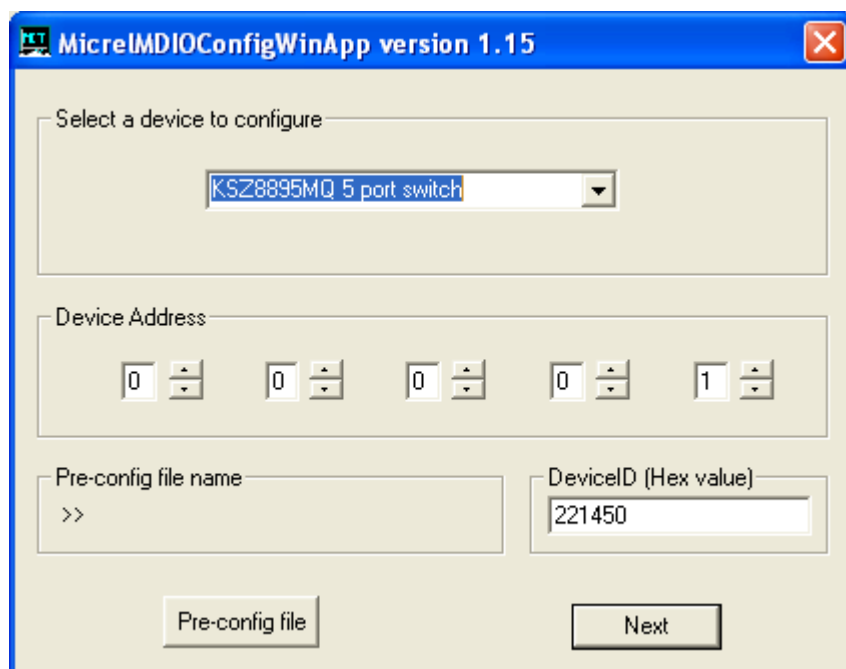 MicrelMDIOConfigWinApp version 1.15
Select a device to configure
KSZ8895MQ 5 port switch
Device Address
0 0 0 0 1
Pre-config file name
>>
DeviceID (Hex value)
221450
Pre-config file
Next